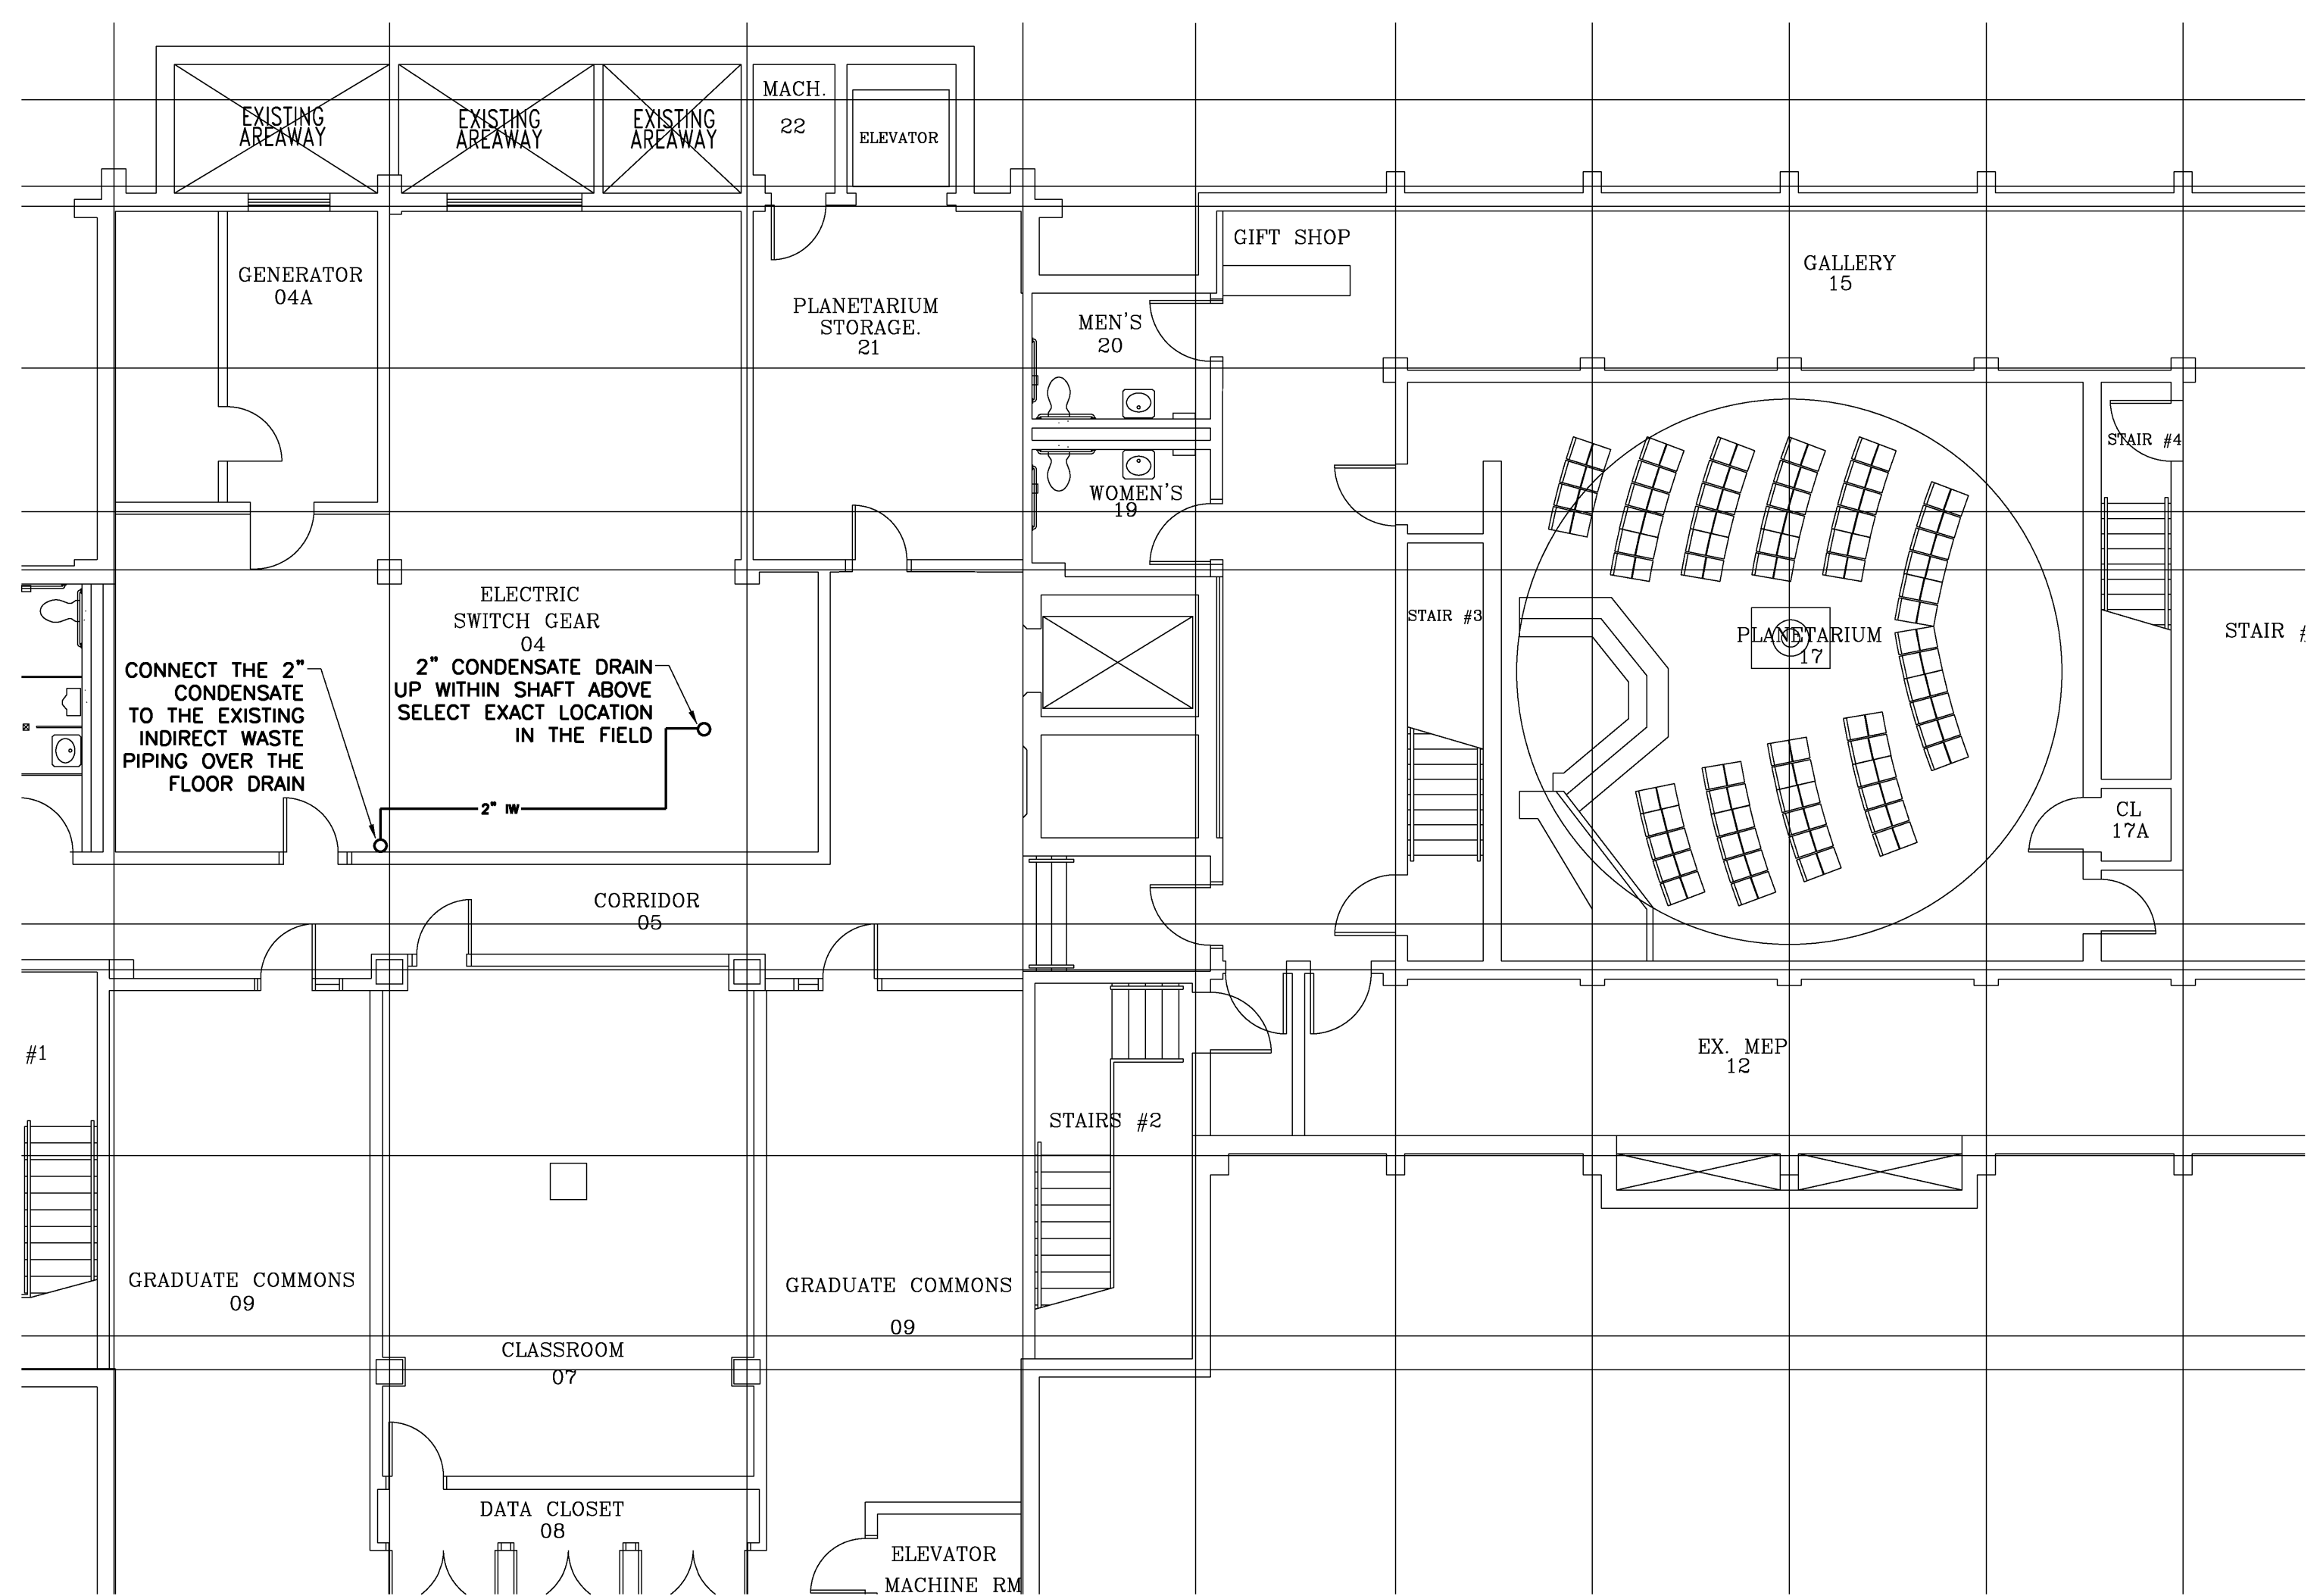 MACH.
22
EXISTING
AREAWAY
EXISTING
AREAWAY
EXISTING
AREAWAY
ELEVATOR
GIFT SHOP
GALLERY
15
GENERATOR
04A
PLANETARIUM
STORAGE.
21
MEN'S
20
STAIR #4
WOMEN'S
19
ELECTRIC
SWITCH GEAR
04
STAIR #3
PLANETARIUM
17
STAIR #
CONNECT THE 2"
CONDENSATE
TO THE EXISTING
INDIRECT WASTE
PIPING OVER THE
FLOOR DRAIN
2" CONDENSATE DRAIN
UP WITHIN SHAFT ABOVE
SELECT EXACT LOCATION
IN THE FIELD
2" IW
CL
17A
CORRIDOR
05
#1
EX. MEP
12
STAIRS #2
GRADUATE COMMONS
09
GRADUATE COMMONS
09
CLASSROOM
07
DATA CLOSET
08
ELEVATOR
MACHINE RM